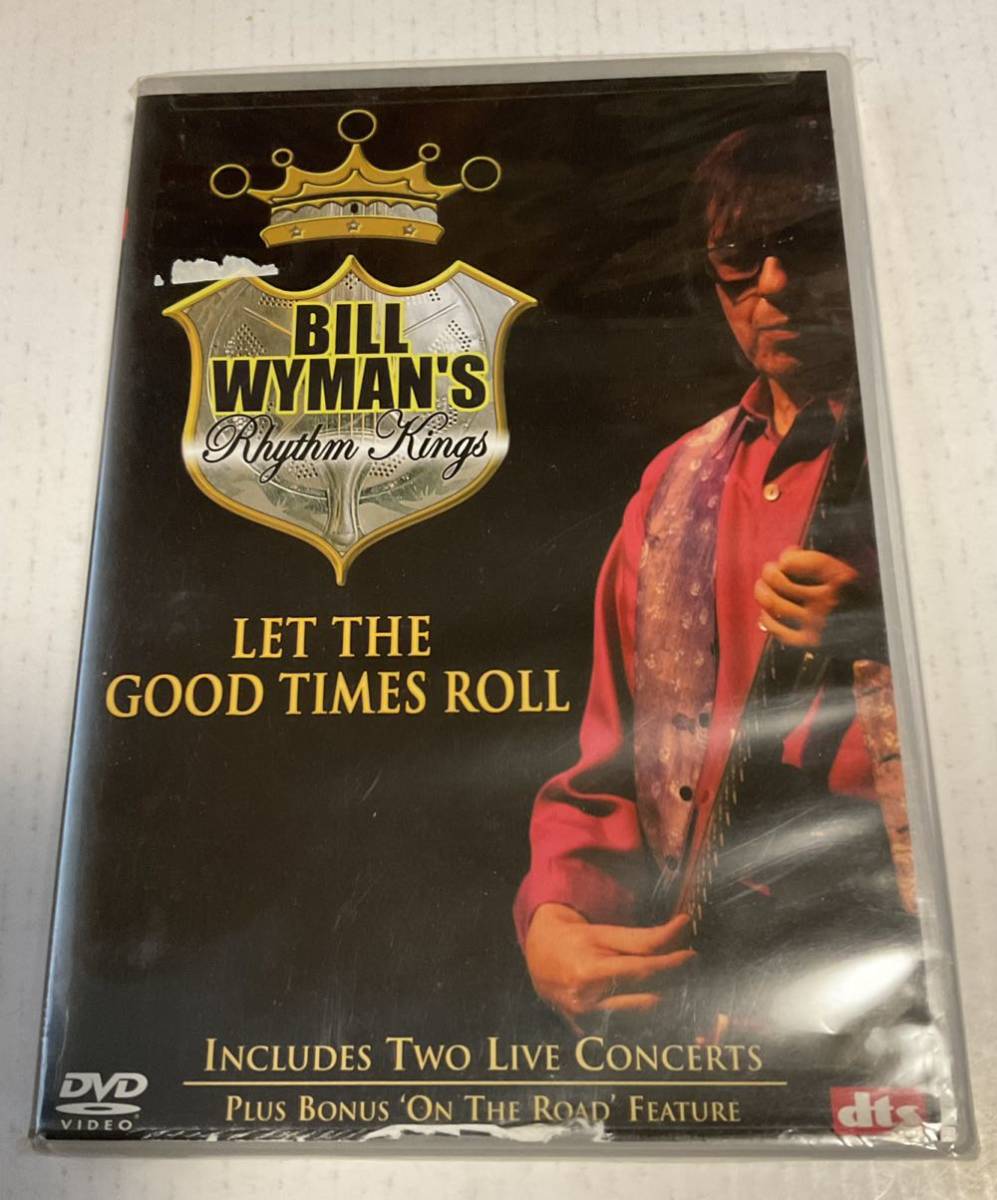 BILL
WYMAN'S
Rhythm Kings
LET THE
GOOD TIMES ROLL
INCLUDES TWO LIVE CONCERTS
PLUS BONUS 'ON THE ROAD' FEATURE
DVD
VIDEO
dts